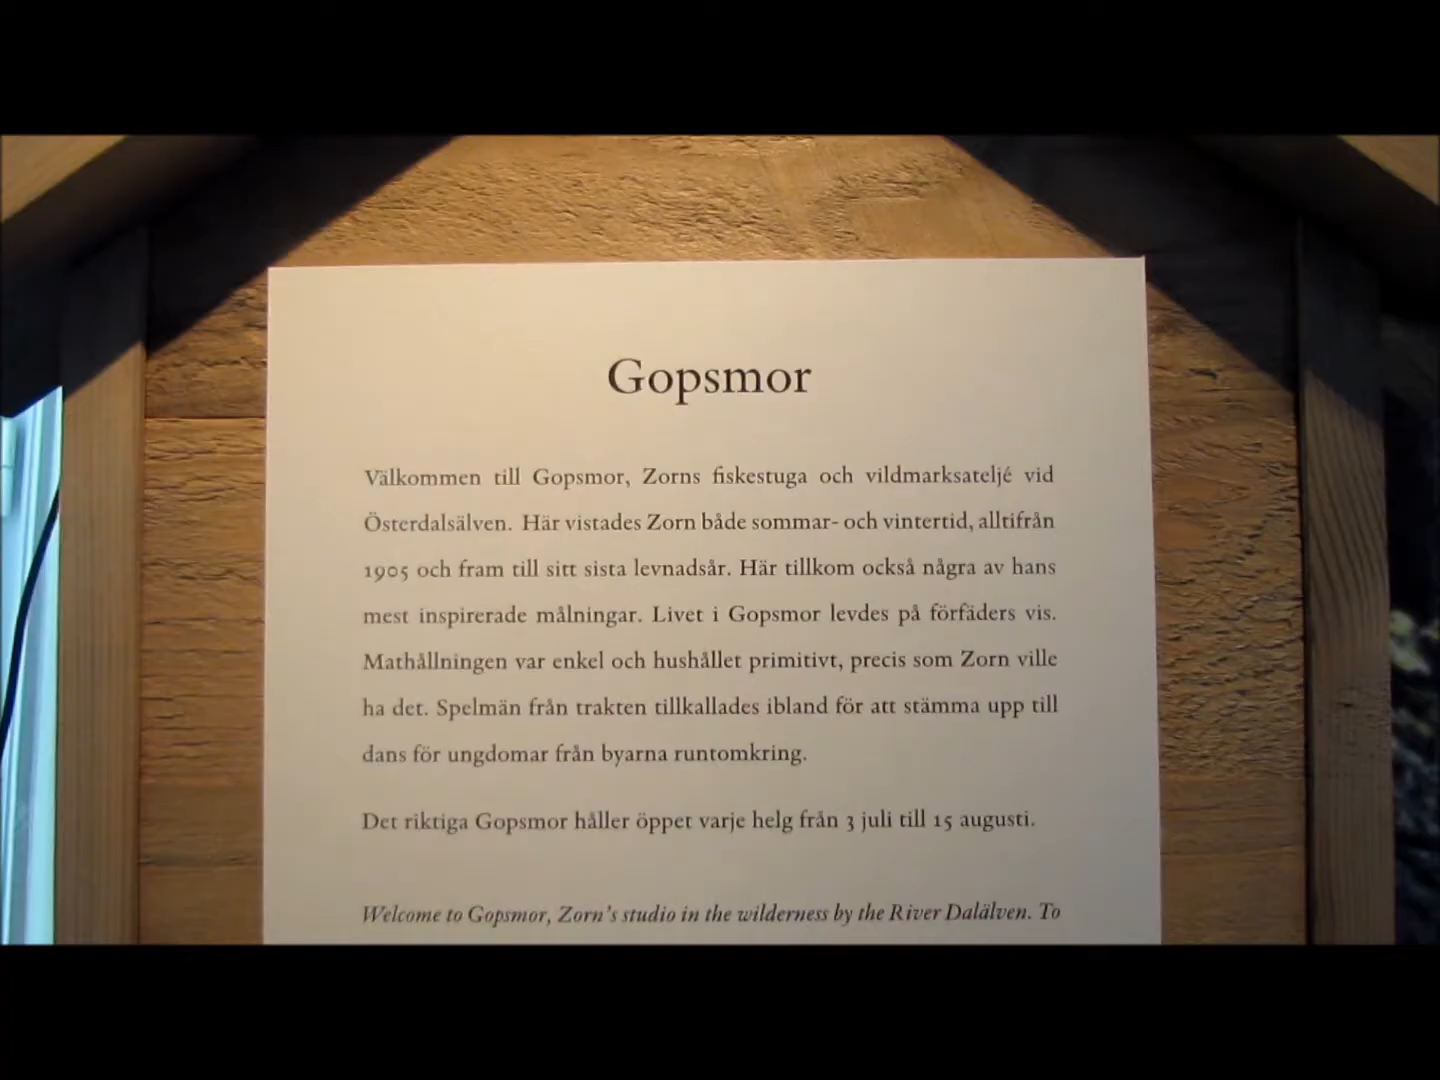 Gopsmor
Välkommen till Gopsmor, Zorns fiskestuga och vildmarksateljé vid
Österdalsälven. Här vistades Zorn både sommar- och vintertid, alltifrån
1905 och fram till sitt sista levnadsår. Här tillkom också några av hans
mest inspirerade målningar. Livet i Gopsmor levdes på förfäders vis.
Mathållningen var enkel och hushållet primitivt, precis som Zorn ville
ha det. Spelmän från trakten tillkallades ibland för att stämma upp till
dans för ungdomar från byarna runtomkring.
Det riktiga Gopsmor håller öppet varje helg från 3 juli till 15 augusti.
Welcome to Gopsmor, Zorn's studio in the wilderness by the River Dalälven. To